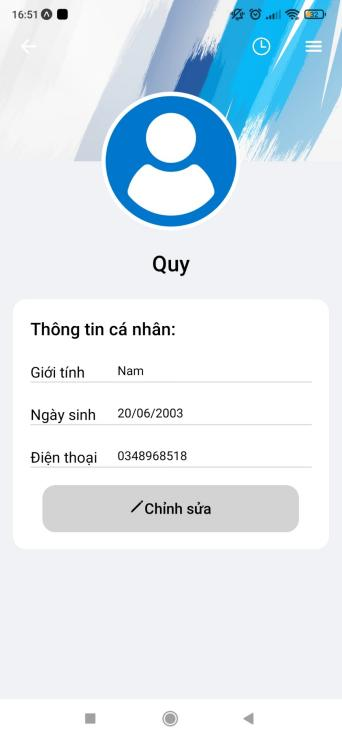 16:51
32
Quy
Thông tin cá nhân:
Giới tính Nam
Ngày sinh 20/06/2003
Điện thoại 0348968518
Chỉnh sửa